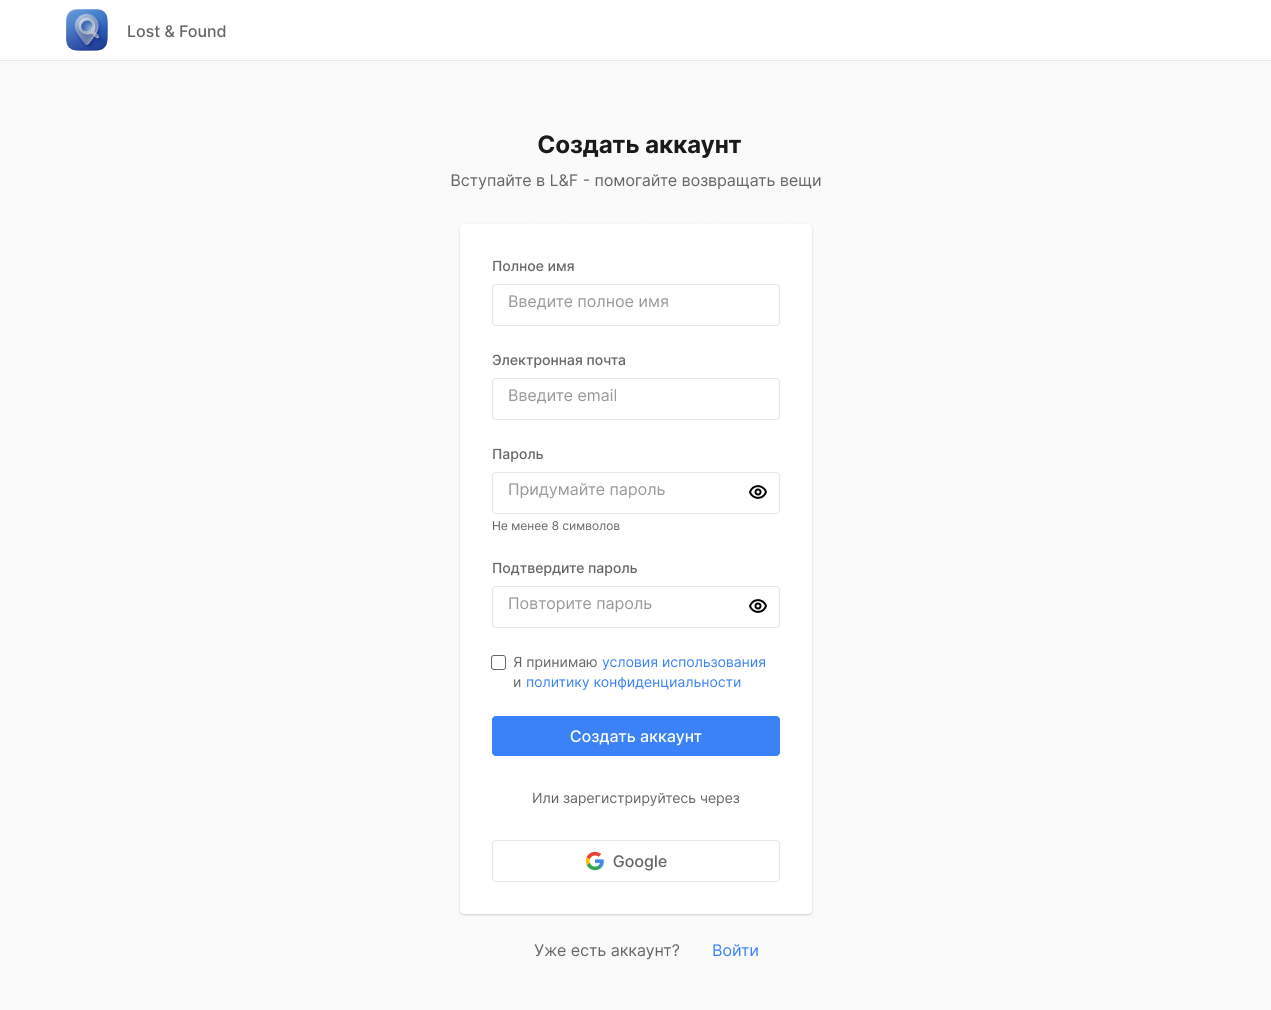 Lost & Found
Создать аккаунт
Вступайте в L&F - помогайте возвращать вещи
Полное имя
Введите полное имя
Электронная почта
Введите email
Пароль
Придумайте пароль
Не менее 8 символов
Подтвердите пароль
Повторите пароль
Я принимаю условия использования
и политику конфиденциальности
Создать аккаунт
Или зарегистрируйтесь через
Google
Уже есть аккаунт? Войти